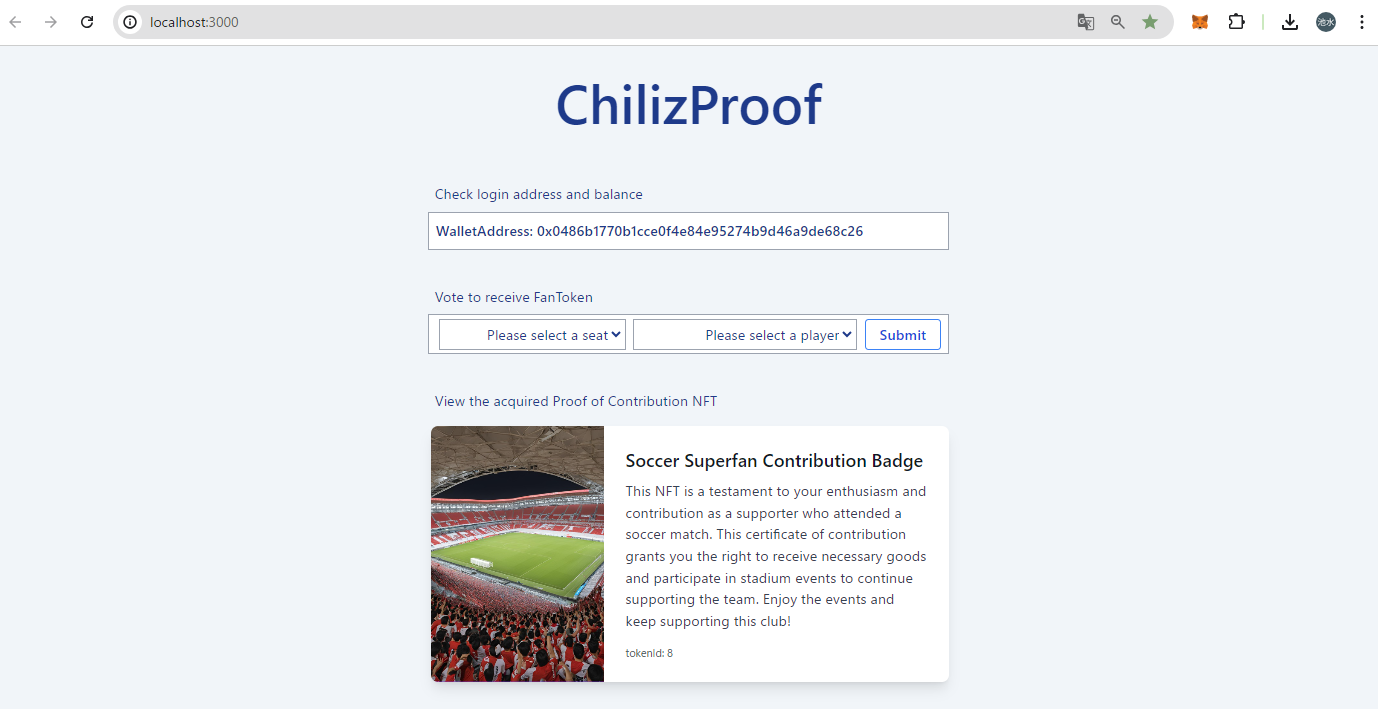 localhost:3000
池水
ChilizProof
Check login address and balance
WalletAddress: 0x0486b1770b1cce0f4e84e95274b9d46a9de68c26
Vote to receive FanToken
Please select a seat Please select a player Submit
View the acquired Proof of Contribution NFT
Soccer Superfan Contribution Badge
This NFT is a testament to your enthusiasm and
contribution as a supporter who attended a
soccer match. This certificate of contribution
grants you the right to receive necessary goods
and participate in stadium events to continue
supporting the team. Enjoy the events and
keep supporting this club!
tokenId: 8